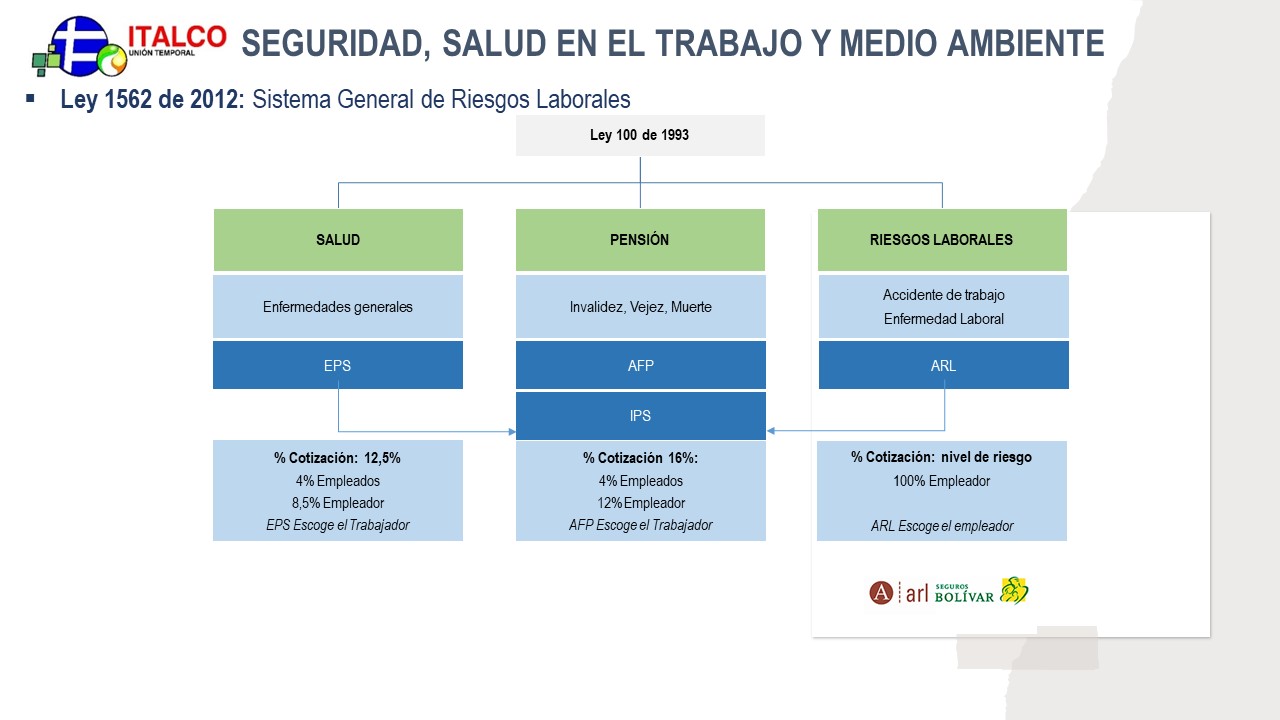 ITALCO
UNIÓN TEMPORAL
SEGURIDAD, SALUD EN EL TRABAJO Y MEDIO AMBIENTE
▪ Ley 1562 de 2012: Sistema General de Riesgos Laborales
Ley 100 de 1993
SALUD
Enfermedades generales
EPS
PENSIÓN
Invalidez, Vejez, Muerte
AFP
IPS
RIESGOS LABORALES
Accidente de trabajo
Enfermedad Laboral
ARL
% Cotización: 12,5%
4% Empleados
8,5% Empleador
EPS Escoge el Trabajador
% Cotización 16%:
4% Empleados
12% Empleador
AFP Escoge el Trabajador
% Cotización: nivel de riesgo
100% Empleador
ARL Escoge el empleador
A arl SEGUROS
BOLÍVAR